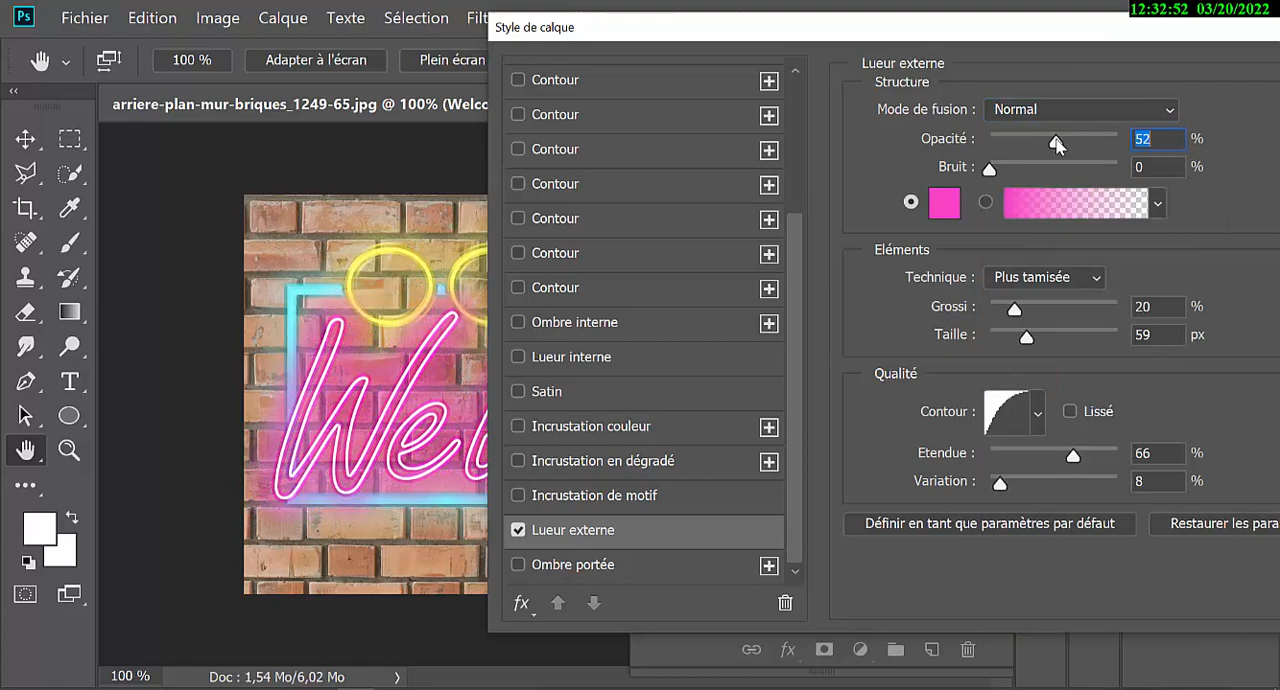 12:32:52 03/20/2022
Ps Fichier Edition Image Calque Texte Sélection Filt
Style de calque
100 % Adapter à l'écran Plein écran
arriere-plan-mur-briques_1249-65.jpg @ 100% (Welco
Contour
Contour
Contour
Contour
Contour
Contour
Contour
Ombre interne
Lueur interne
Satin
Incrustation couleur
Incrustation en dégradé
Incrustation de motif
Lueur externe
Ombre portée
fx
Lueur externe
Structure
Mode de fusion : Normal
Opacité : 52 %
Bruit : 0 %
Eléments
Technique : Plus tamisée
Grossi : 20 %
Taille : 59 px
Qualité
Contour : Lissé
Etendue : 66 %
Variation : 8 %
Définir en tant que paramètres par défaut Restaurer les para
Wel
fx
100 % Doc : 1,54 Mo/6,02 Mo